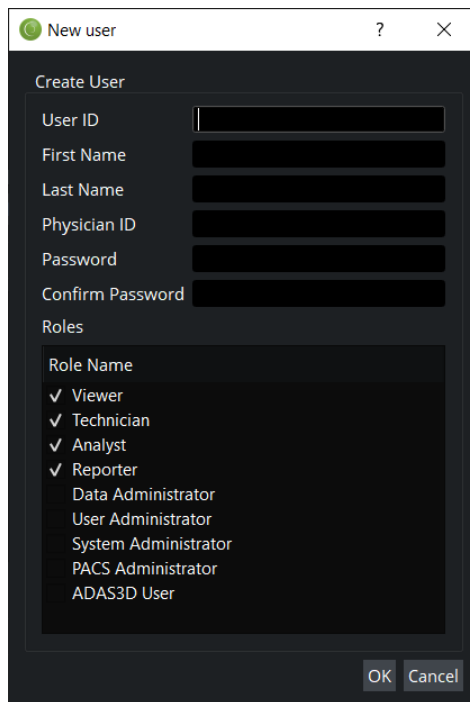 New user
?
Create User
User ID
First Name
Last Name
Physician ID
Password
Confirm Password
Roles
Role Name
Viewer
Technician
Analyst
Reporter
Data Administrator
User Administrator
System Administrator
PACS Administrator
ADAS3D User
OK Cancel